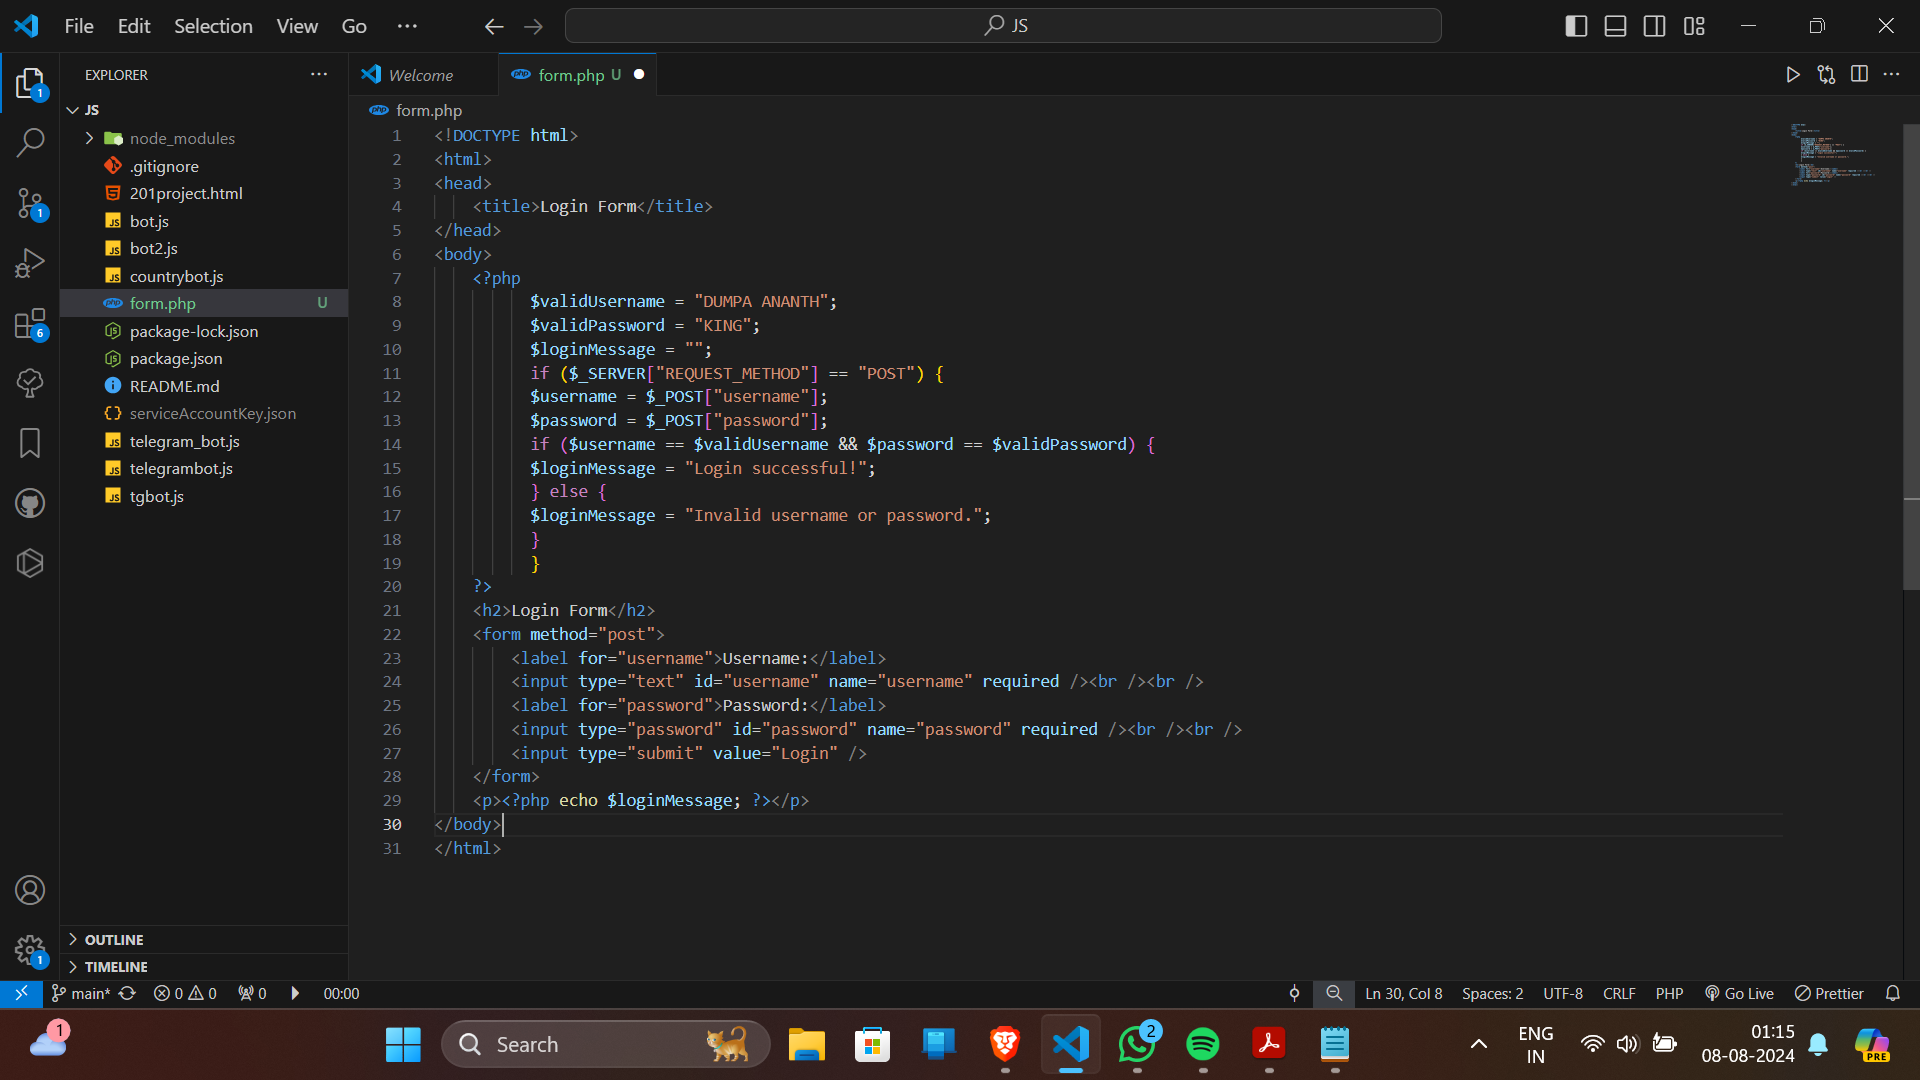 File Edit Selection View Go ··· JS
EXPLORER ···
JS
node_modules
.gitignore
201project.html
bot.js
bot2.js
countrybot.js
form.php U
package-lock.json
package.json
README.md
serviceAccountKey.json
telegram_bot.js
telegrambot.js
tgbot.js
OUTLINE
TIMELINE
1
1
6
1
Welcome form.php U
form.php
1 <!DOCTYPE html>
2 <html>
3 <head>
4 <title>Login Form</title>
5 </head>
6 <body>
7 <?php
8 $validUsername = "DUMPA ANANTH";
9 $validPassword = "KING";
10 $loginMessage = "";
11 if ($_SERVER["REQUEST_METHOD"] == "POST") {
12 $username = $_POST["username"];
13 $password = $_POST["password"];
14 if ($username == $validUsername && $password == $validPassword) {
15 $loginMessage = "Login successful!";
16 } else {
17 $loginMessage = "Invalid username or password.";
18 }
19 }
20 ?>
21 <h2>Login Form</h2>
22 <form method="post">
23 <label for="username">Username:</label>
24 <input type="text" id="username" name="username" required /><br /><br />
25 <label for="password">Password:</label>
26 <input type="password" id="password" name="password" required /><br /><br />
27 <input type="submit" value="Login" />
28 </form>
29 <p><?php echo $loginMessage; ?></p>
30 </body>
31 </html>
main* 0 0 0 00:00 Ln 30, Col 8 Spaces: 2 UTF-8 CRLF PHP Go Live Prettier
1 Search 2 ENG 01:15
IN 08-08-2024 PRE